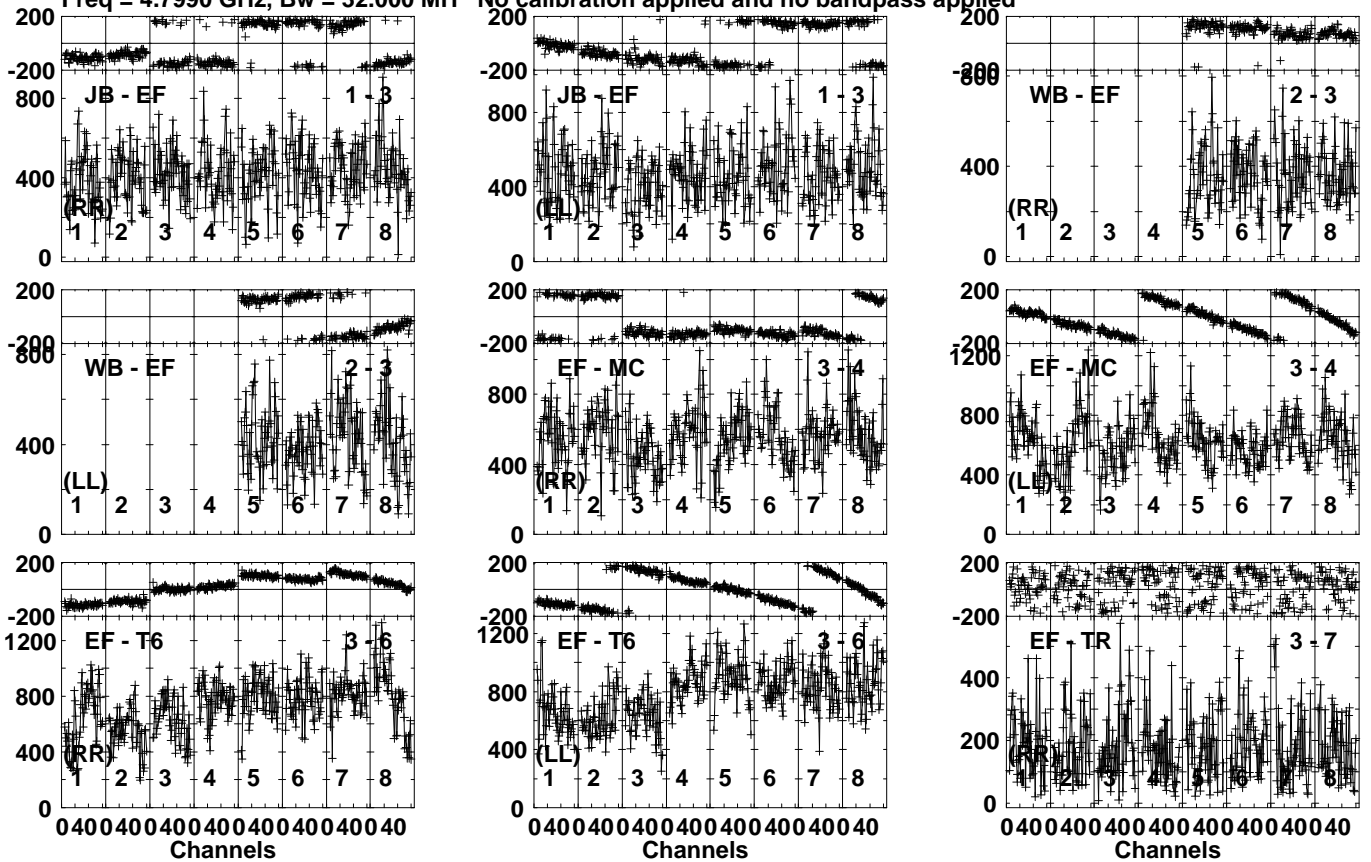 Freq = 4.7990 GHz, Bw = 32.000 MH No calibration applied and no bandpass applied
200 200 200
-200 -200 -200
JB - EF 1 - 3 JB - EF 1 - 3 WB - EF 2 - 3
800 800 800
400 400 400
(RR) (LL) (RR)
1 2 3 4 5 6 7 8 1 2 3 4 5 6 7 8 1 2 3 4 5 6 7 8
0 0 0
200 200 200
-200 -200 -200
WB - EF 2 - 3 EF - MC 3 - 4 EF - MC 3 - 4
800 800 1200
800
400 400 400
(LL) (RR) (LL)
1 2 3 4 5 6 7 8 1 2 3 4 5 6 7 8 1 2 3 4 5 6 7 8
0 0 0
200 200 200
-200 -200 -200
EF - T6 3 - 6 EF - T6 3 - 6 EF - TR 3 - 7
1200 1200
800 800 400
400 400 200
(RR) (LL) (RR)
1 2 3 4 5 6 7 8 1 2 3 4 5 6 7 8 1 2 3 4 5 6 7 8
0 0 0
0 40 0 40 0 40 0 40 0 40 0 40 0 40 0 40 0 40 0 40 0 40 0 40 0 40 0 40 0 40 0 40 0 40 0 40 0 40 0 40 0 40 0 40 0 40 0 40
Channels Channels Channels